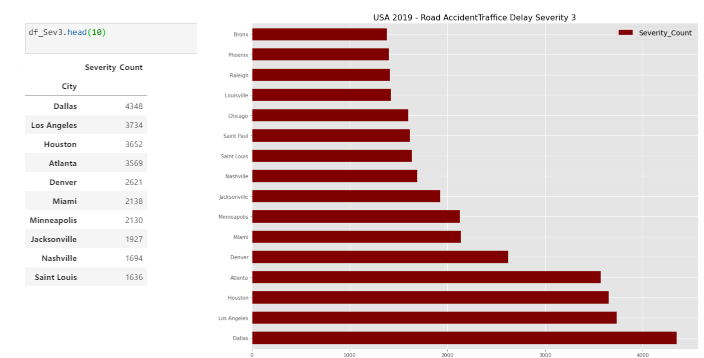 df_Sev3.head(10)
Severity_Count
City
Dallas 4348
Los Angeles 3734
Houston 3652
Atlanta 3569
Denver 2621
Miami 2138
Minneapolis 2130
Jacksonville 1927
Nashville 1694
Saint Louis 1636
USA 2019 - Road AccidentTraffice Delay Severity 3
Severity_Count
Bronx
Phoenix
Raleigh
Louisville
Chicago
Saint Paul
Saint Louis
Nashville
Jacksonville
Minneapolis
Miami
Denver
Atlanta
Houston
Los Angeles
Dallas
0 1000 2000 3000 4000